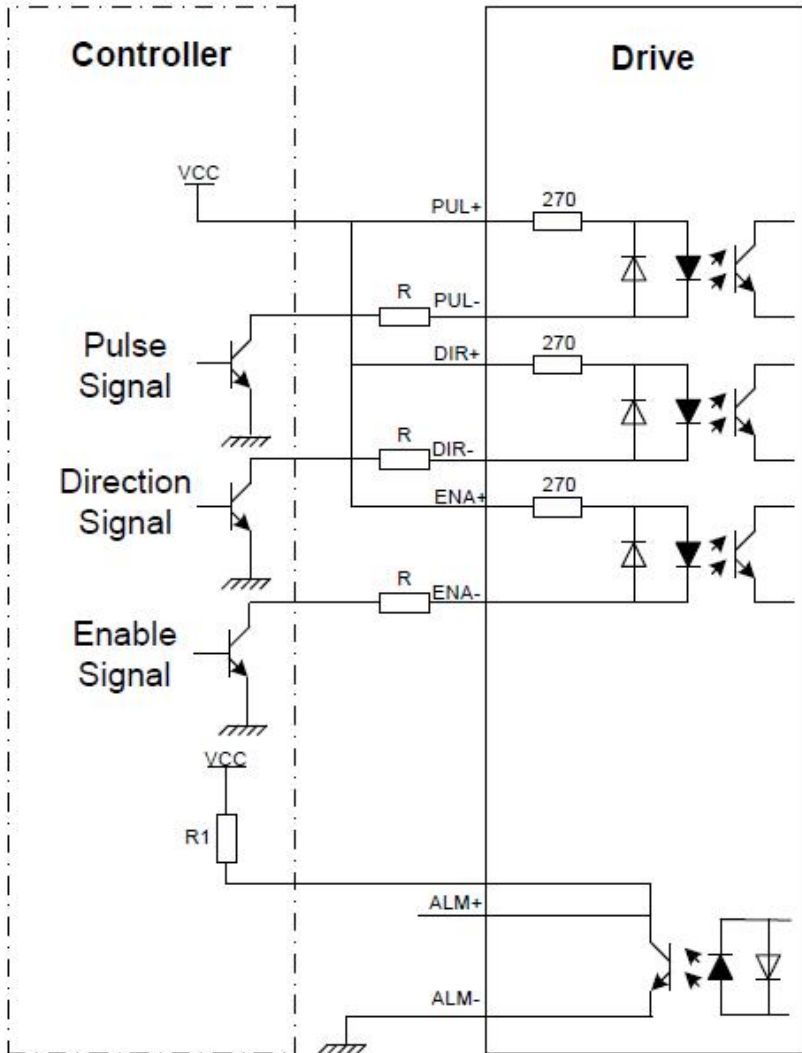 Controller
Drive
VCC
PUL+
270
R
PUL-
Pulse
Signal
DIR+
270
R
DIR-
Direction
Signal
ENA+
270
R
ENA-
Enable
Signal
VCC
R1
ALM+
ALM-